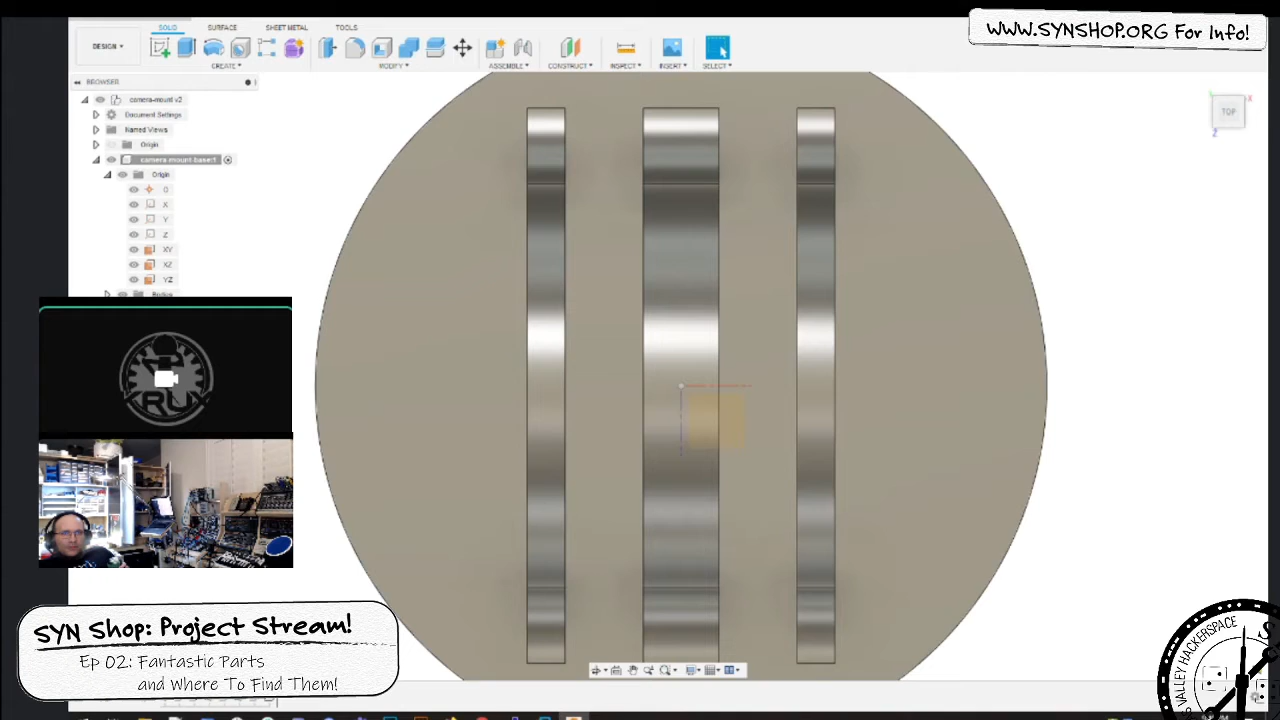 WWW.SYNSHOP.ORG For Info!
SOLID SURFACE SHEET METAL TOOLS
DESIGN
CREATE MODIFY ASSEMBLE CONSTRUCT INSPECT INSERT SELECT
BROWSER
camera-mount v2
Document Settings
Named Views
Origin
camera-mount-base:1
Origin
O
X
Y
Z
XY
XZ
YZ
Bodies
TOP
X
Z
SYN Shop: Project Stream!
Ep 02: Fantastic Parts
and Where To Find Them!
VALLEY HACKERSPACE